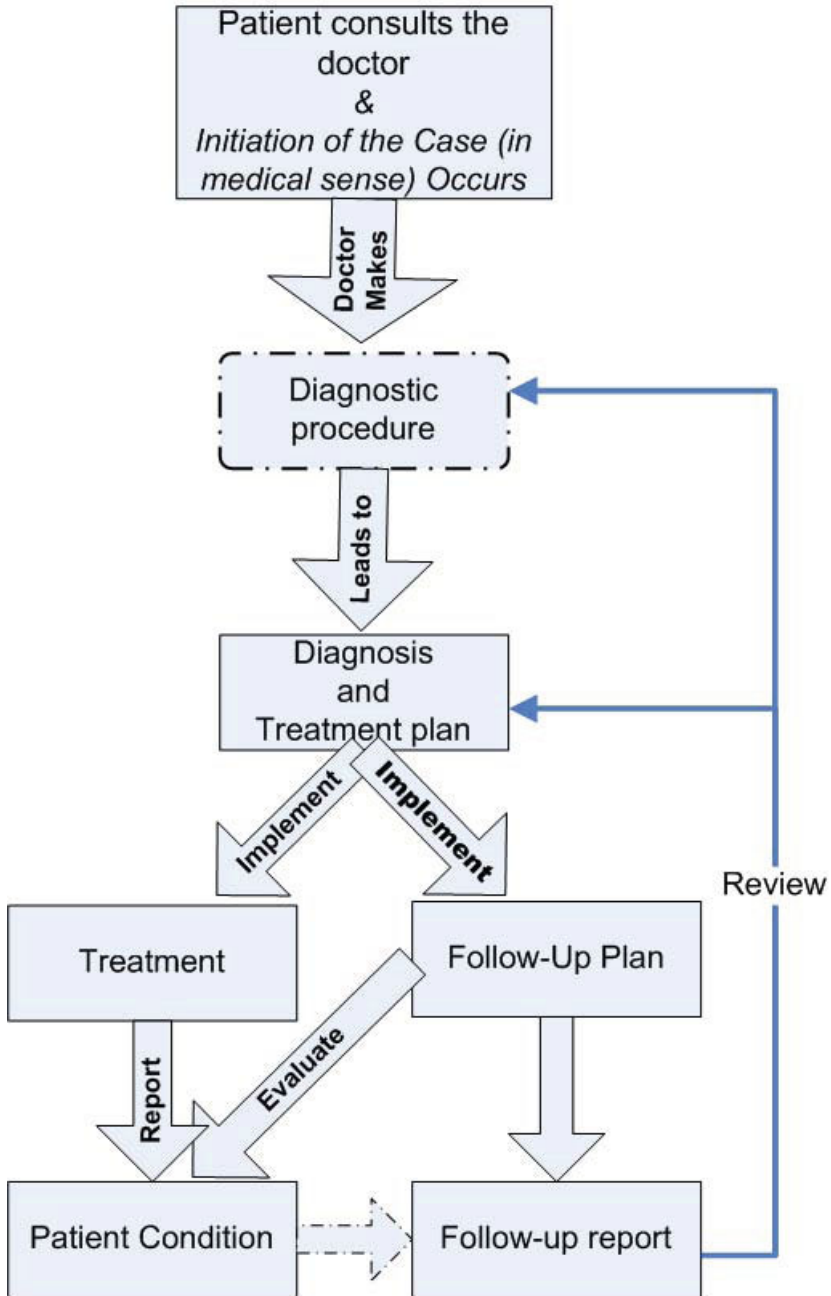 Patient consults the
doctor
&
Initiation of the Case (in
medical sense) Occurs
Doctor
Makes
Diagnostic
procedure
Leads to
Diagnosis
and
Treatment plan
Implement
Implement
Review
Treatment
Follow-Up Plan
Report
Evaluate
Patient Condition
Follow-up report